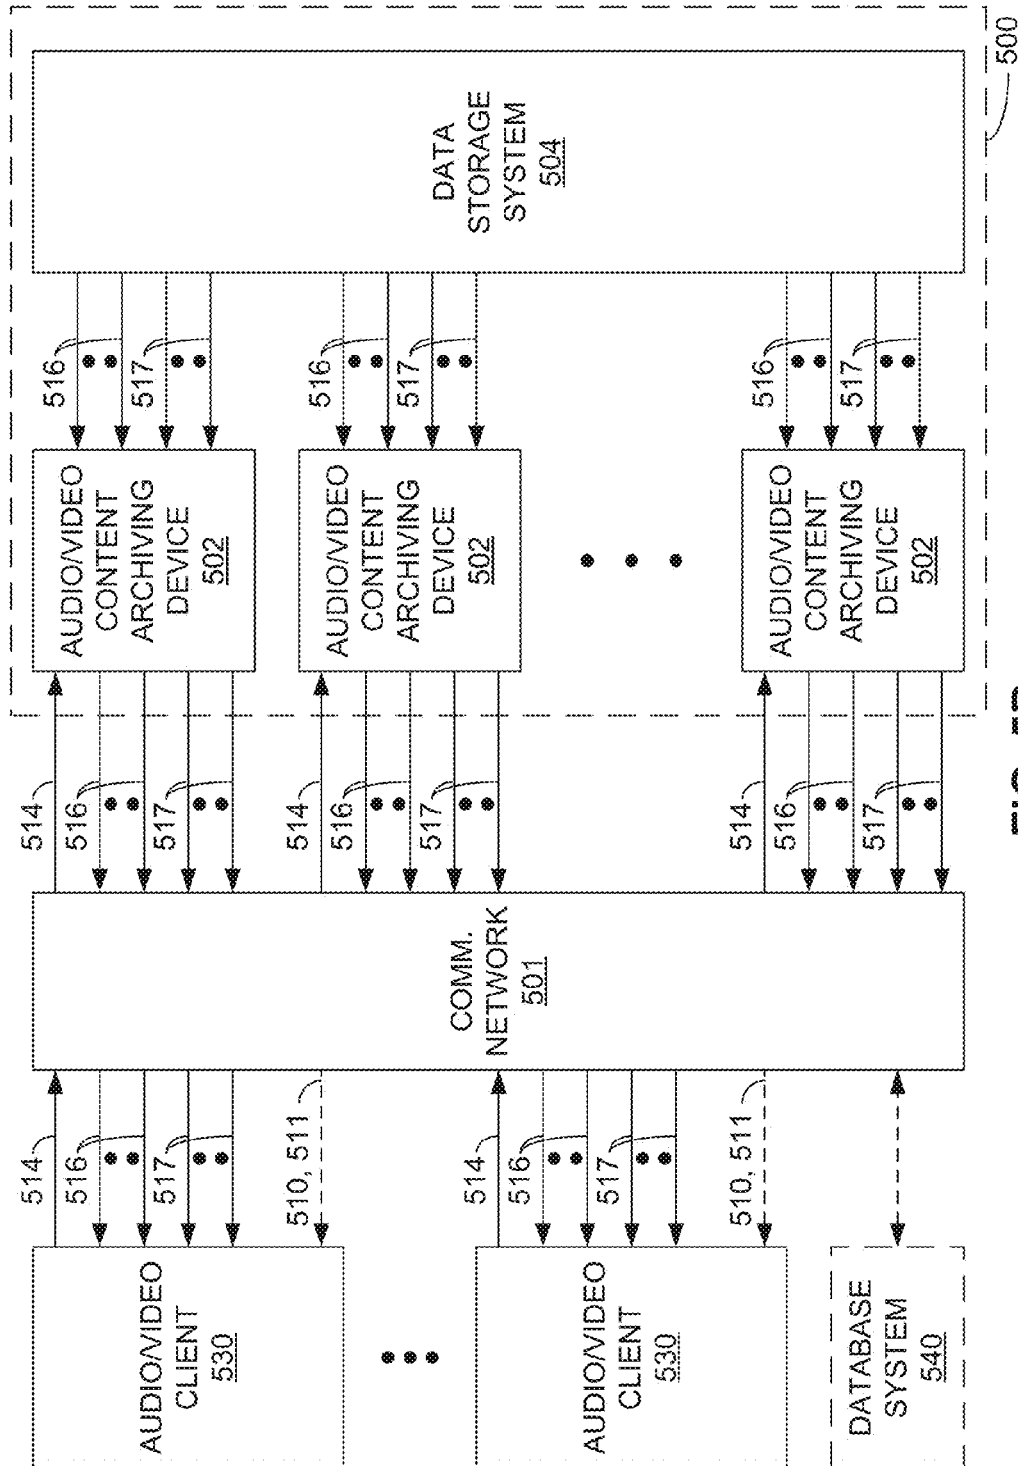 DATABASE
SYSTEM
540
AUDIO/VIDEO
CLIENT
530
AUDIO/VIDEO
CLIENT
530
510, 511
517
516
514
510, 511
517
516
514
COMM.
NETWORK
501
517
516
514
517
516
514
517
516
514
AUDIO/VIDEO
CONTENT
ARCHIVING
DEVICE
502
AUDIO/VIDEO
CONTENT
ARCHIVING
DEVICE
502
AUDIO/VIDEO
CONTENT
ARCHIVING
DEVICE
502
517
516
517
516
517
516
DATA
STORAGE
SYSTEM
504
500